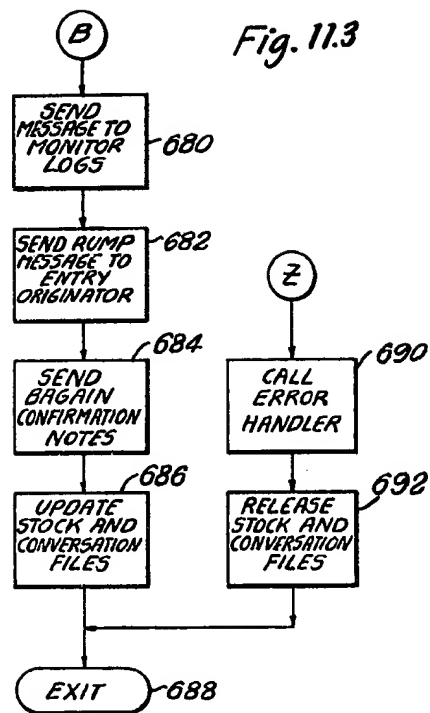 B
Fig. 11.3
SEND
MESSAGE TO
MONITOR
LOGS
680
SEND RUMP
MESSAGE TO
ENTRY
ORIGINATOR
682
Z
684
SEND
BAGAIN
CONFIRMATION
NOTES
690
CALL
ERROR
HANDLER
686
UPDATE
STOCK AND
CONVERSATION
FILES
692
RELEASE
STOCK AND
CONVERSATION
FILES
EXIT
688